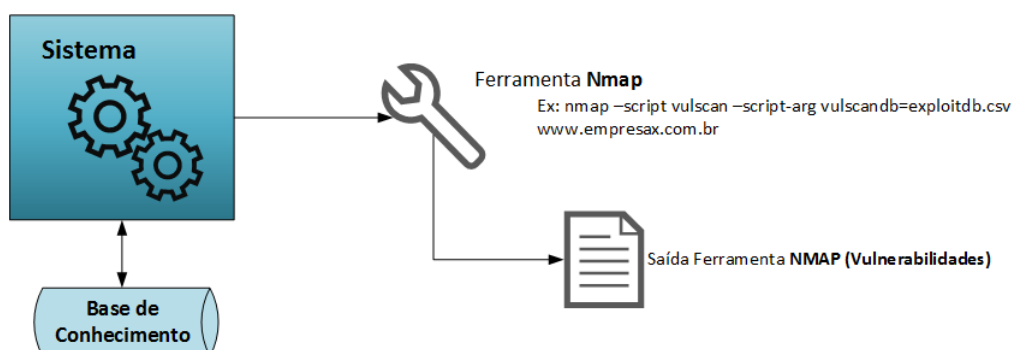 Sistema
Ferramenta Nmap
Ex: nmap –script vulscan –script-arg vulscandb=exploitdb.csv
www.empresax.com.br
Saída Ferramenta NMAP (Vulnerabilidades)
Base de
Conhecimento